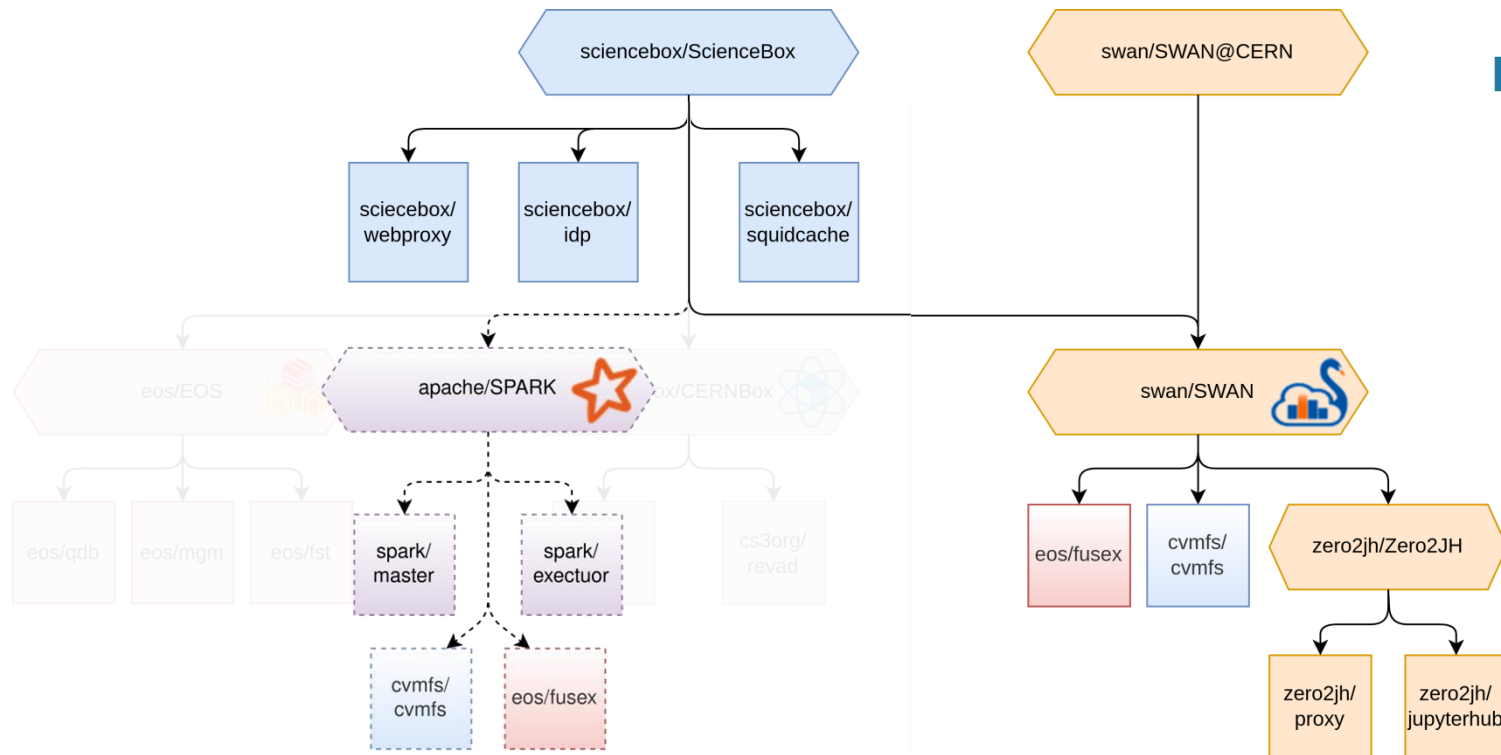 sciencebox/ScienceBox
swan/SWAN@CERN
sciecebox/
webproxy
sciencebox/
idp
sciencebox/
squidcache
eos/EOS
apache/SPARK
ox/CERNBox
swan/SWAN
eos/qdb
eos/mgm
eos/fst
spark/
master
spark/
exectuor
cs3org/
revad
eos/fusex
cvmfs/
cvmfs
zero2jh/Zero2JH
cvmfs/
cvmfs
eos/fusex
zero2jh/
proxy
zero2jh/
jupyterhub